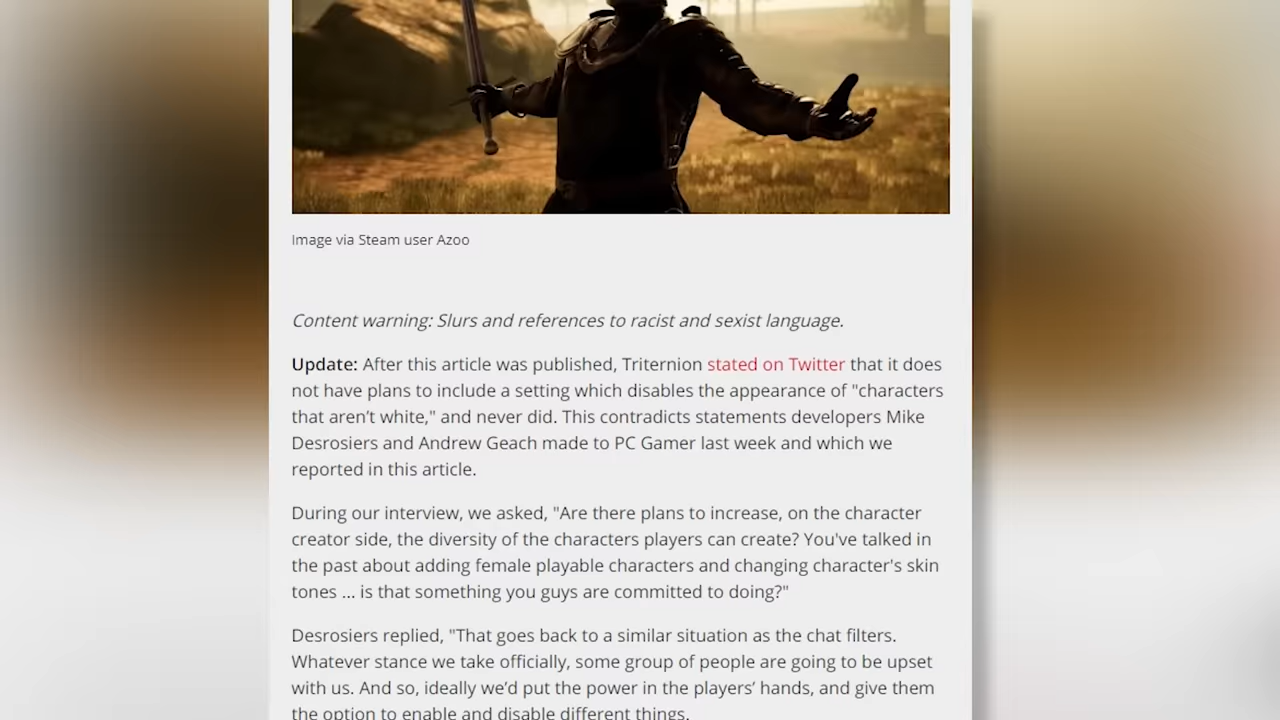 Image via Steam user Azoo
Content warning: Slurs and references to racist and sexist language.
Update: After this article was published, Triternion stated on Twitter that it does
not have plans to include a setting which disables the appearance of "characters
that aren’t white," and never did. This contradicts statements developers Mike
Desrosiers and Andrew Geach made to PC Gamer last week and which we
reported in this article.
During our interview, we asked, "Are there plans to increase, on the character
creator side, the diversity of the characters players can create? You've talked in
the past about adding female playable characters and changing character's skin
tones ... is that something you guys are committed to doing?"
Desrosiers replied, "That goes back to a similar situation as the chat filters.
Whatever stance we take officially, some group of people are going to be upset
with us. And so, ideally we’d put the power in the players’ hands, and give them
the option to enable and disable different things.